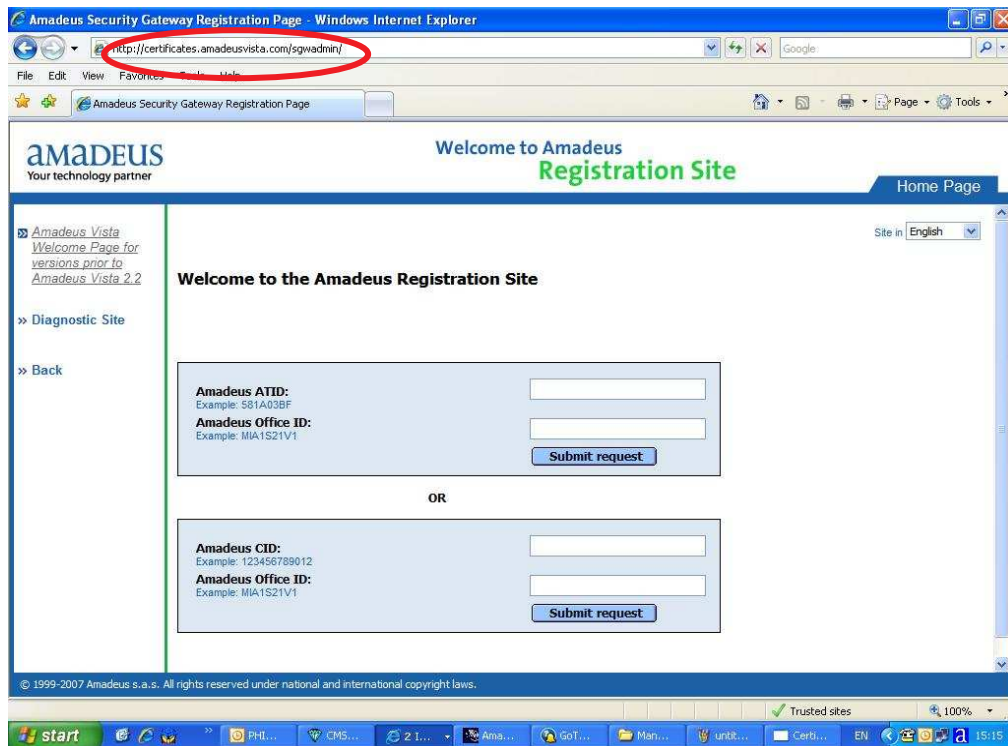 Amadeus Security Gateway Registration Page - Windows Internet Explorer
http://certificates.amadeusvista.com/sgwadmin/
Google
File Edit View Favorites Tools Help
Amadeus Security Gateway Registration Page
Page Tools
amadeus
Your technology partner
Welcome to Amadeus
Registration Site
Home Page
Amadeus Vista
Welcome Page for
versions prior to
Amadeus Vista 2.2
» Diagnostic Site
» Back
Site in English
Welcome to the Amadeus Registration Site
Amadeus ATID:
Example: 581A03BF
Amadeus Office ID:
Example: MIA1S21V1
Submit request
OR
Amadeus CID:
Example: 123456789012
Amadeus Office ID:
Example: MIA1S21V1
Submit request
© 1999-2007 Amadeus s.a.s. All rights reserved under national and international copyright laws.
Trusted sites 100%
start PHI... CMS... 2 I... Ama... GoT... Man... untit... Certi... EN 15:15